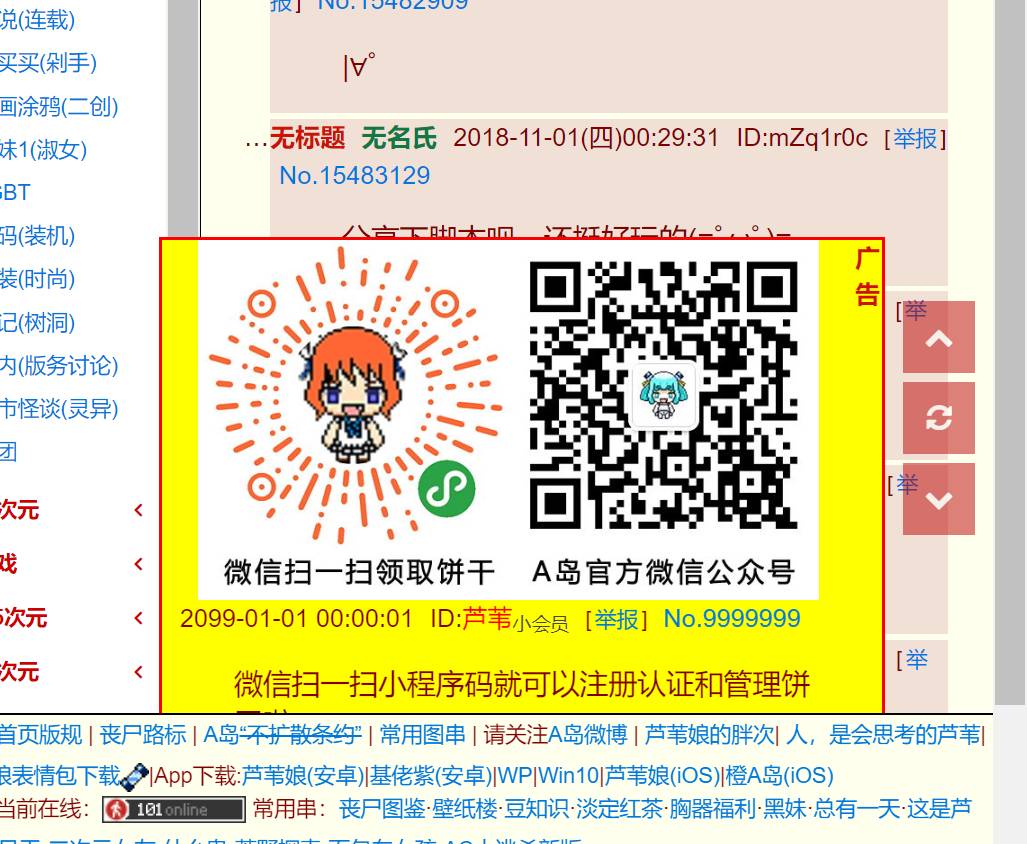 说(连载)
买买(剁手)
画涂鸦(二创)
妹1(淑女)
GBT
码(装机)
装(时尚)
记(树洞)
内(版务讨论)
市怪谈(灵异)
团
次元
戏
次元
次元
报] No.15482909
|∀ﾟ
…无标题 无名氏 2018-11-01(四)00:29:31 ID:mZq1r0c [举报]
No.15483129
分享下脚本吧，还挺好玩的(=ﾟωﾟ)=
广告
[举
[举
[举
微信扫一扫领取饼干 A岛官方微信公众号
2099-01-01 00:00:01 ID:芦苇小会员 [举报] No.9999999
微信扫一扫小程序码就可以注册认证和管理饼
首页版规 | 丧尸路标 | A岛“不扩散条约” | 常用图串 | 请关注A岛微博 | 芦苇娘的胖次| 人，是会思考的芦苇|
娘表情包下载|App下载:芦苇娘(安卓)|基佬紫(安卓)|WP|Win10|芦苇娘(iOS)|橙A岛(iOS)
当前在线： 101 online 常用串：丧尸图鉴·壁纸楼·豆知识·淡定红茶·胸器福利·黑妹·总有一天·这是芦